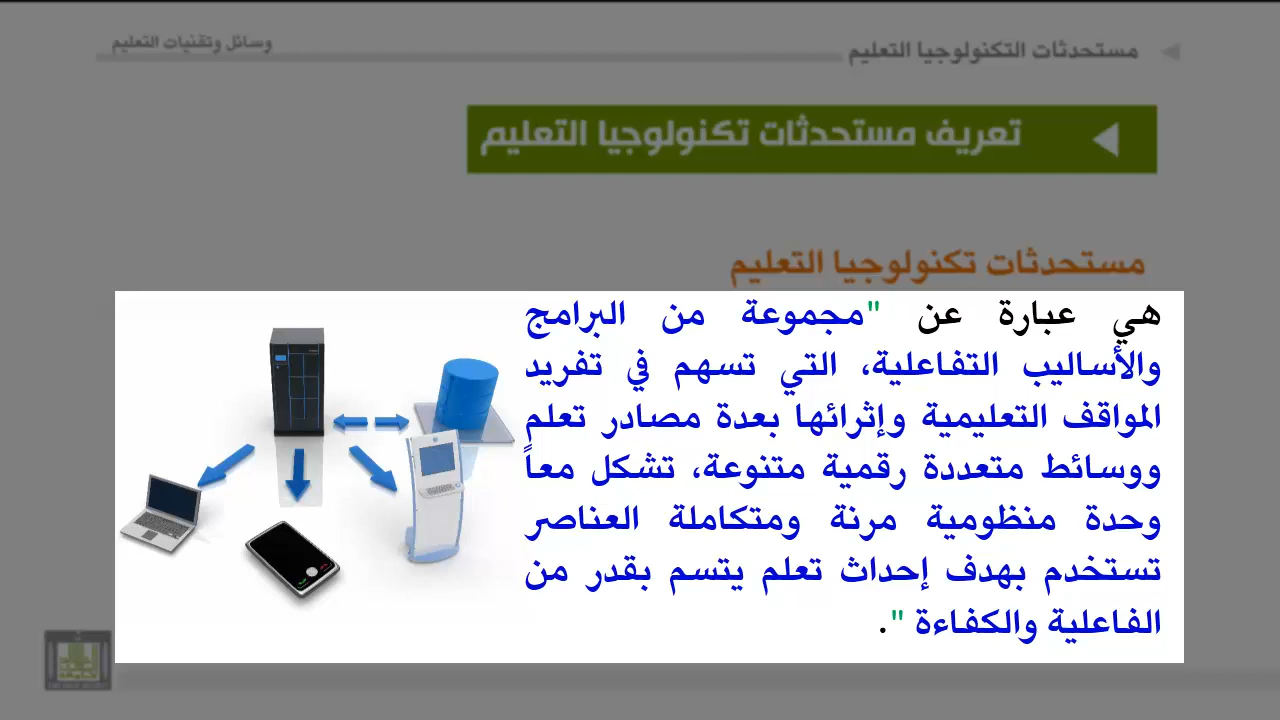 مستحدثات التكنولوجيا التعليم
وسائل وتقنيات التعليم
تعريف مستحدثات تكنولوجيا التعليم
مستحدثات تكنولوجيا التعليم
هي عبارة عن "مجموعة من البرامج
والأساليب التفاعلية، التي تسهم في تفريد
المواقف التعليمية وإثرائها بعدة مصادر تعلم
ووسائط متعددة رقمية متنوعة، تشكل معاً
وحدة منظومية مرنة ومتكاملة العناصر
تستخدم بهدف إحداث تعلم يتسم بقدر من
الفاعلية والكفاءة ".